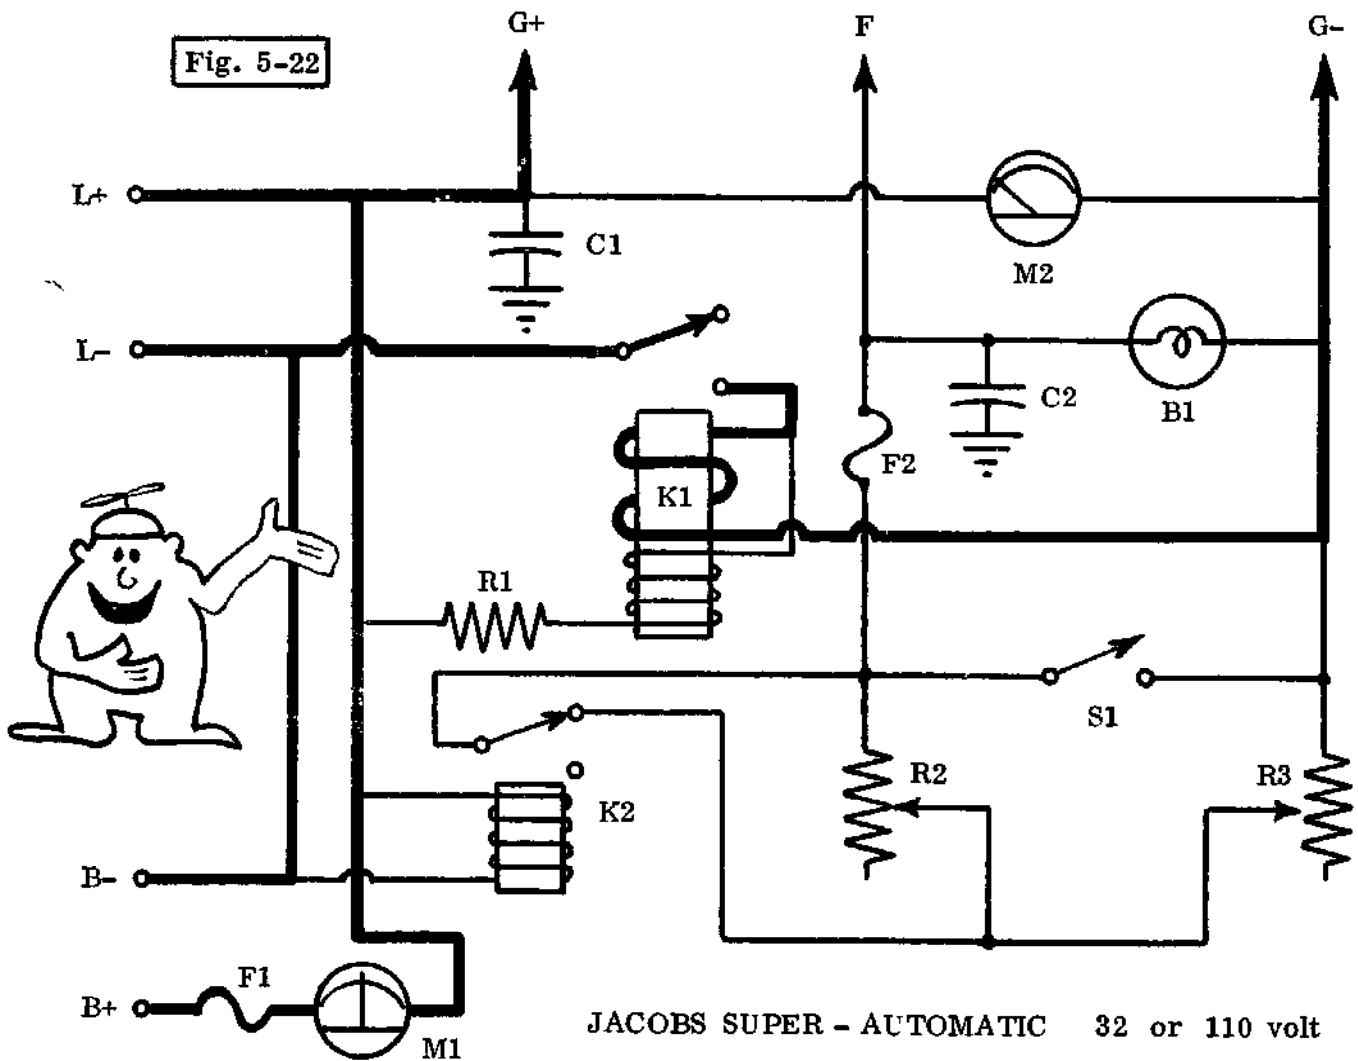 G+
F
G-
Fig. 5-22
L+
C1
M2
L-
C2
B1
F2
K1
R1
S1
R2
R3
K2
B-
F1
B+
M1
JACOBS SUPER - AUTOMATIC 32 or 110 volt